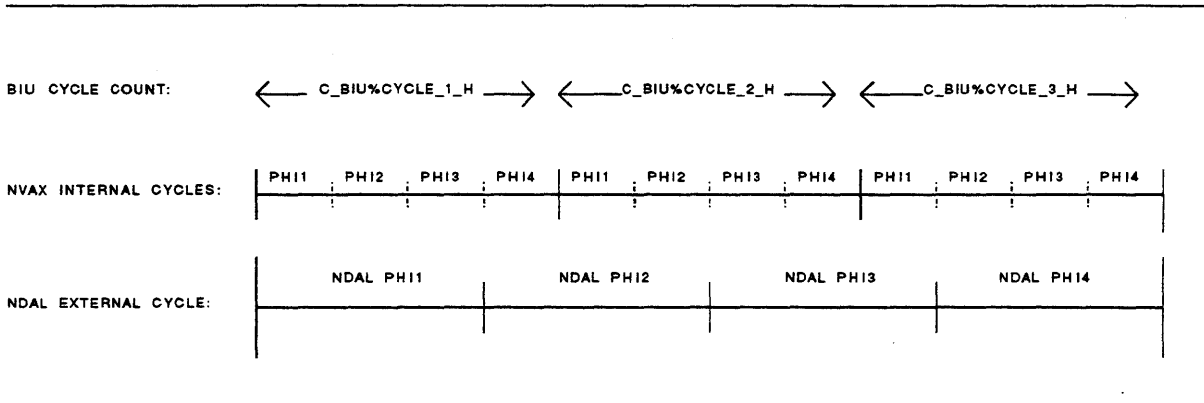 BIU CYCLE COUNT: C_BIU%CYCLE_1_H C_BIU%CYCLE_2_H C_BIU%CYCLE_3_H
NVAX INTERNAL CYCLES: PHI1 PHI2 PHI3 PHI4 PHI1 PHI2 PHI3 PHI4 PHI1 PHI2 PHI3 PHI4
NDAL EXTERNAL CYCLE: NDAL PHI1 NDAL PHI2 NDAL PHI3 NDAL PHI4